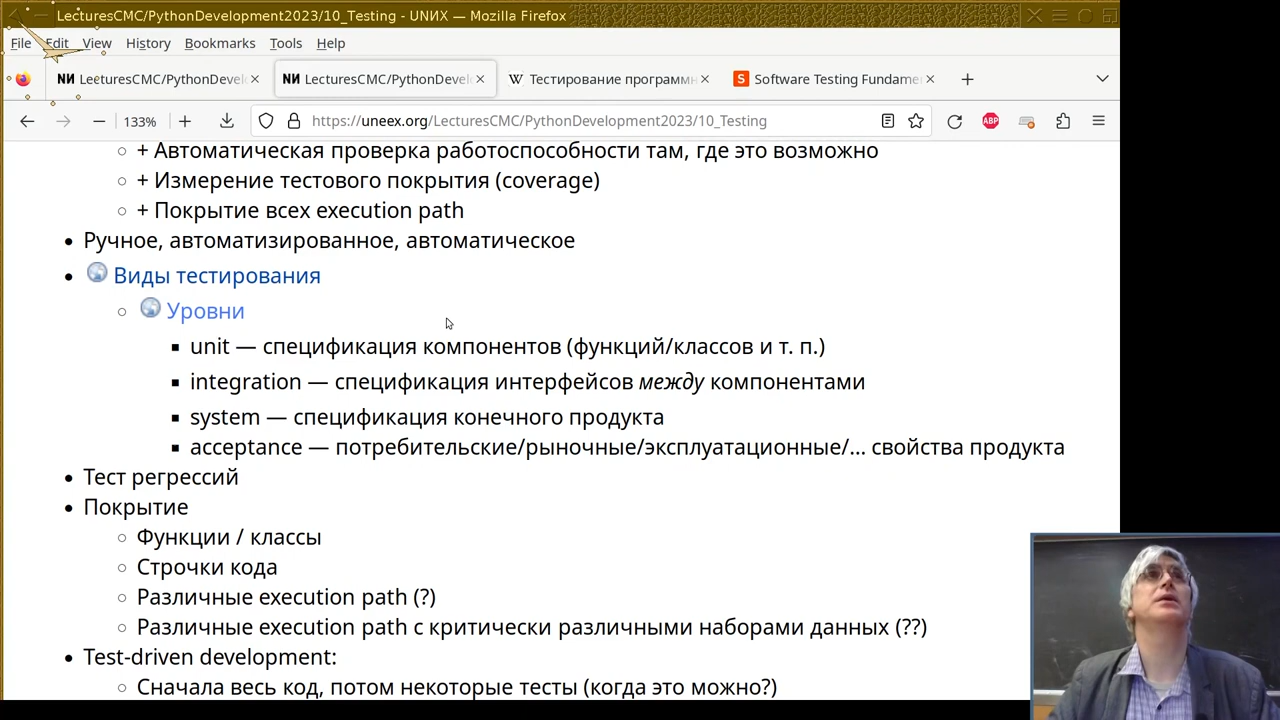 LecturesCMC/PythonDevelopment2023/10_Testing - UNИX — Mozilla Firefox
File Edit View History Bookmarks Tools Help
NИ LecturesCMC/PythonDevel
NИ LecturesCMC/PythonDevel
W Тестирование программн
S Software Testing Fundame
133%
https://uneex.org/LecturesCMC/PythonDevelopment2023/10_Testing
ABP
+ Автоматическая проверка работоспособности там, где это возможно
+ Измерение тестового покрытия (coverage)
+ Покрытие всех execution path
Ручное, автоматизированное, автоматическое
Виды тестирования
Уровни
unit — спецификация компонентов (функций/классов и т. п.)
integration — спецификация интерфейсов между компонентами
system — спецификация конечного продукта
acceptance — потребительские/рыночные/эксплуатационные/… свойства продукта
Тест регрессий
Покрытие
Функции / классы
Строчки кода
Различные execution path (?)
Различные execution path с критически различными наборами данных (??)
Test-driven development:
Сначала весь код, потом некоторые тесты (когда это можно?)